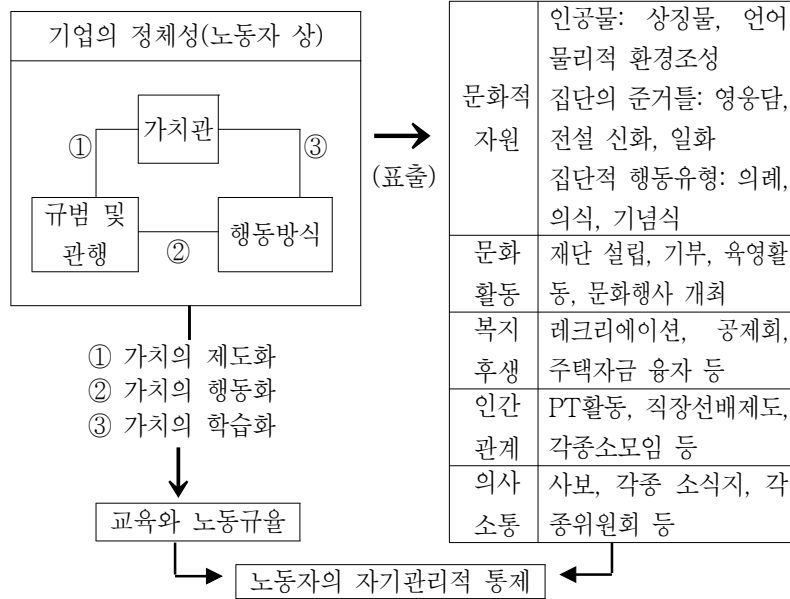 기업의 정체성(노동자 상)
가치관
①
③
규범 및
관행
②
행동방식
① 가치의 제도화
② 가치의 행동화
③ 가치의 학습화
교육와 노동규율
(표출)
문화적
자원
인공물: 상징물, 언어
물리적 환경조성
집단의 준거틀: 영웅담,
전설 신화, 일화
집단적 행동유형: 의례,
의식, 기념식
문화
활동
재단 설립, 기부, 육영활
동, 문화행사 개최
복지
후생
레크리에이션, 공제회,
주택자금 융자 등
인간
관계
PT활동, 직장선배제도,
각종소모임 등
의사
소통
사보, 각종 소식지, 각
종위원회 등
노동자의 자기관리적 통제